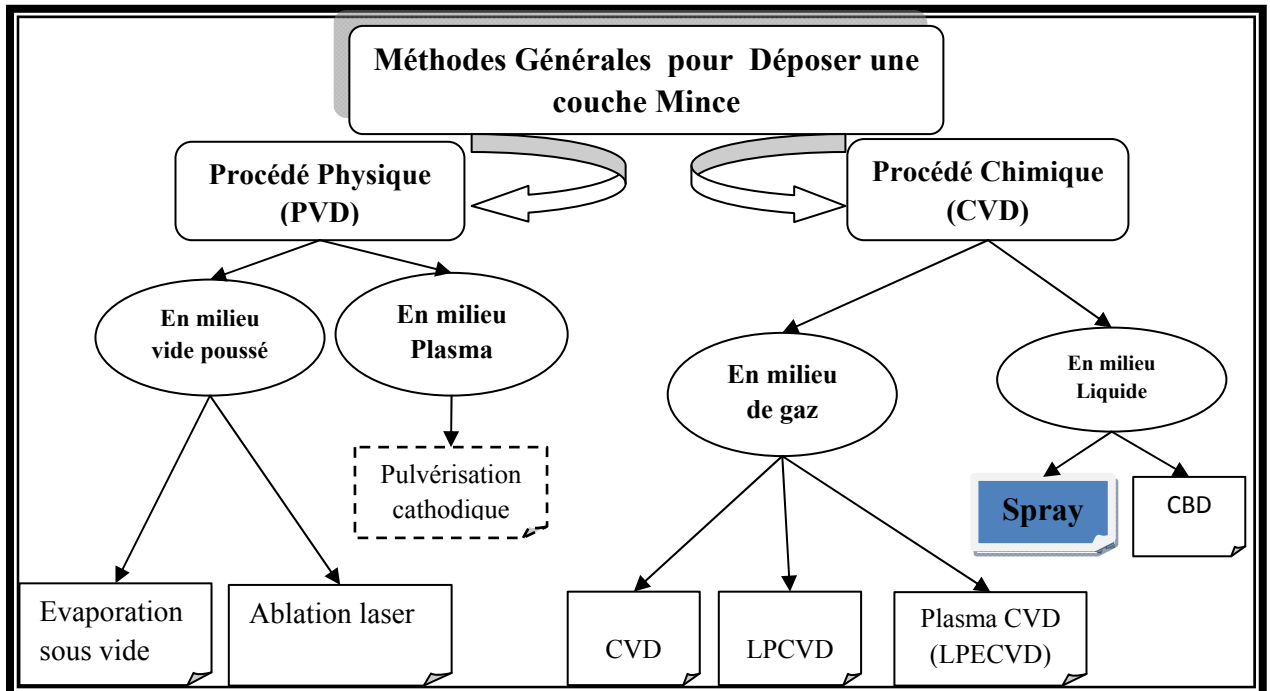 Méthodes Générales pour Déposer une
couche Mince
Procédé Physique
(PVD)
Procédé Chimique
(CVD)
En milieu
vide poussé
En milieu
Plasma
En milieu
de gaz
En milieu
Liquide
Pulvérisation
cathodique
Spray
CBD
Evaporation
sous vide
Ablation laser
CVD
LPCVD
Plasma CVD
(LPECVD)